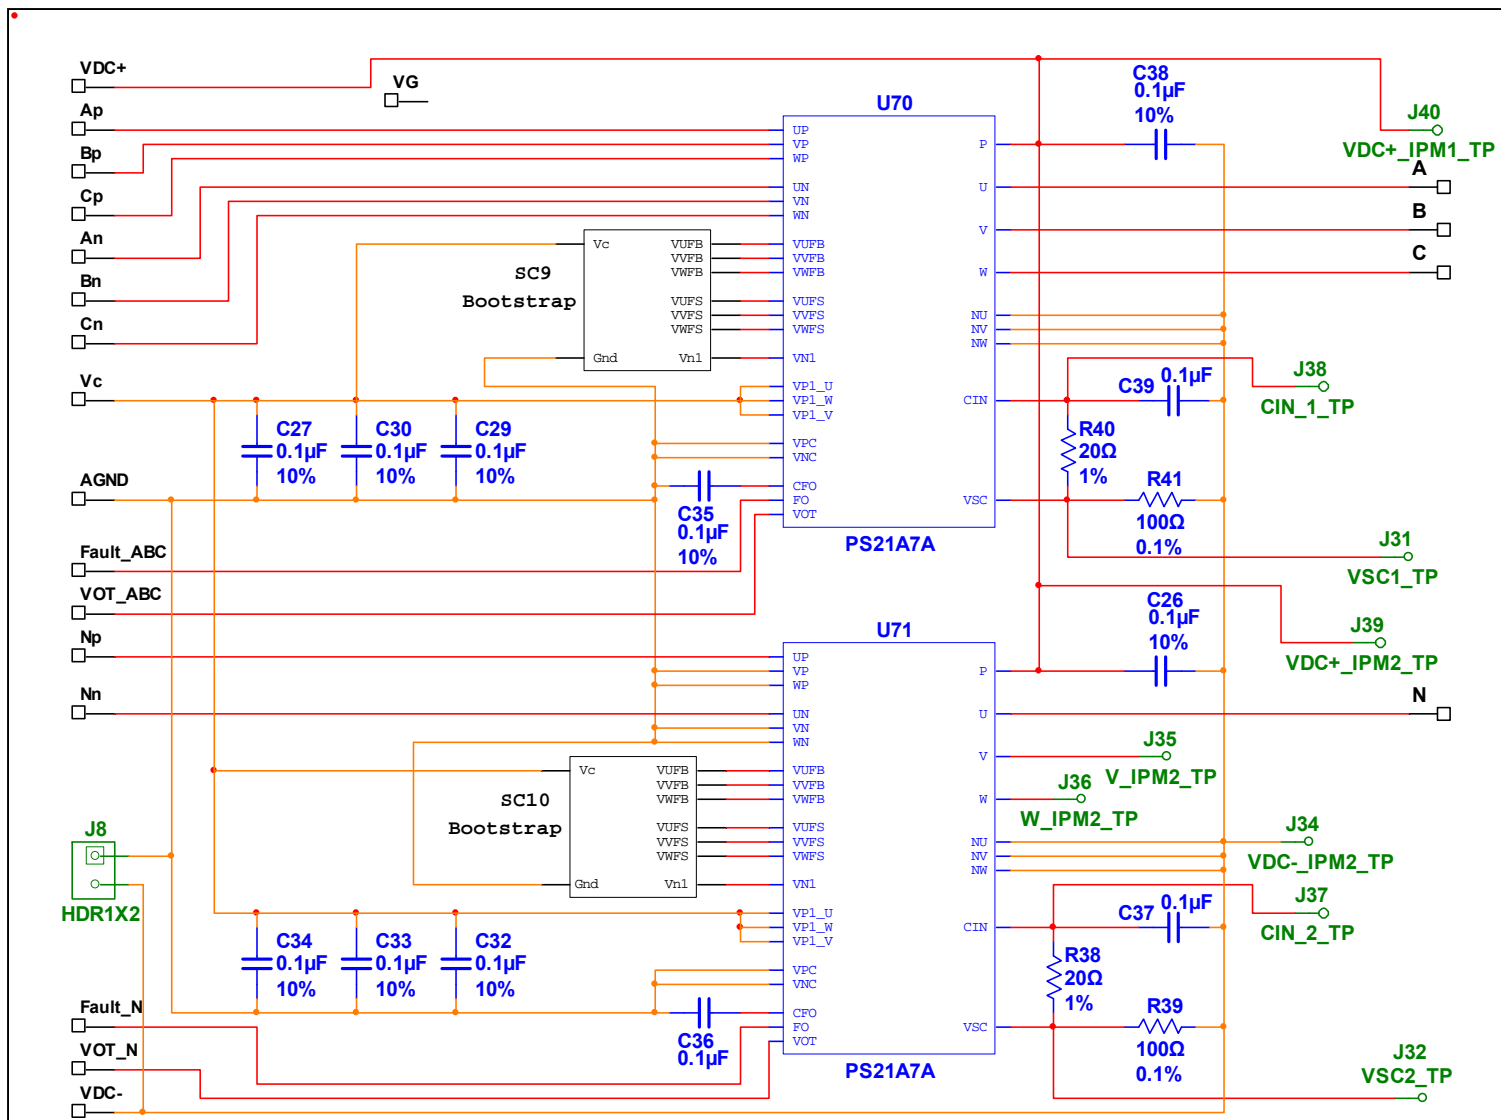 VDC+
VG
Ap
Bp
Cp
An
Bn
Cn
Vc
AGND
Fault_ABC
VOT_ABC
Np
Nn
J8
HDR1X2
Fault_N
VOT_N
VDC-
SC9
Bootstrap
Vc
Gnd
VUFB
VVFB
VWFB
VUFS
VVFS
VWFS
Vn1
C27
0.1µF
10%
C30
0.1µF
10%
C29
0.1µF
10%
C35
0.1µF
10%
U70
UP
VP
WP
UN
VN
WN
VUFB
VVFB
VWFB
VUFS
VVFS
VWFS
VN1
VP1_U
VP1_W
VP1_V
VPC
VNC
CFO
FO
VOT
P
U
V
W
NU
NV
NW
CIN
VSC
PS21A7A
C38
0.1µF
10%
J40
VDC+_IPM1_TP
A
B
C
C39
0.1µF
J38
CIN_1_TP
R40
20Ω
1%
R41
100Ω
0.1%
J31
VSC1_TP
SC10
Bootstrap
Vc
Gnd
VUFB
VVFB
VWFB
VUFS
VVFS
VWFS
Vn1
C34
0.1µF
10%
C33
0.1µF
10%
C32
0.1µF
10%
C36
0.1µF
U71
UP
VP
WP
UN
VN
WN
VUFB
VVFB
VWFB
VUFS
VVFS
VWFS
VN1
VP1_U
VP1_W
VP1_V
VPC
VNC
CFO
FO
VOT
P
U
V
W
NU
NV
NW
CIN
VSC
PS21A7A
C26
0.1µF
10%
J39
VDC+_IPM2_TP
N
J35
V_IPM2_TP
J36
W_IPM2_TP
J34
VDC-_IPM2_TP
C37
0.1µF
J37
CIN_2_TP
R38
20Ω
1%
R39
100Ω
0.1%
J32
VSC2_TP